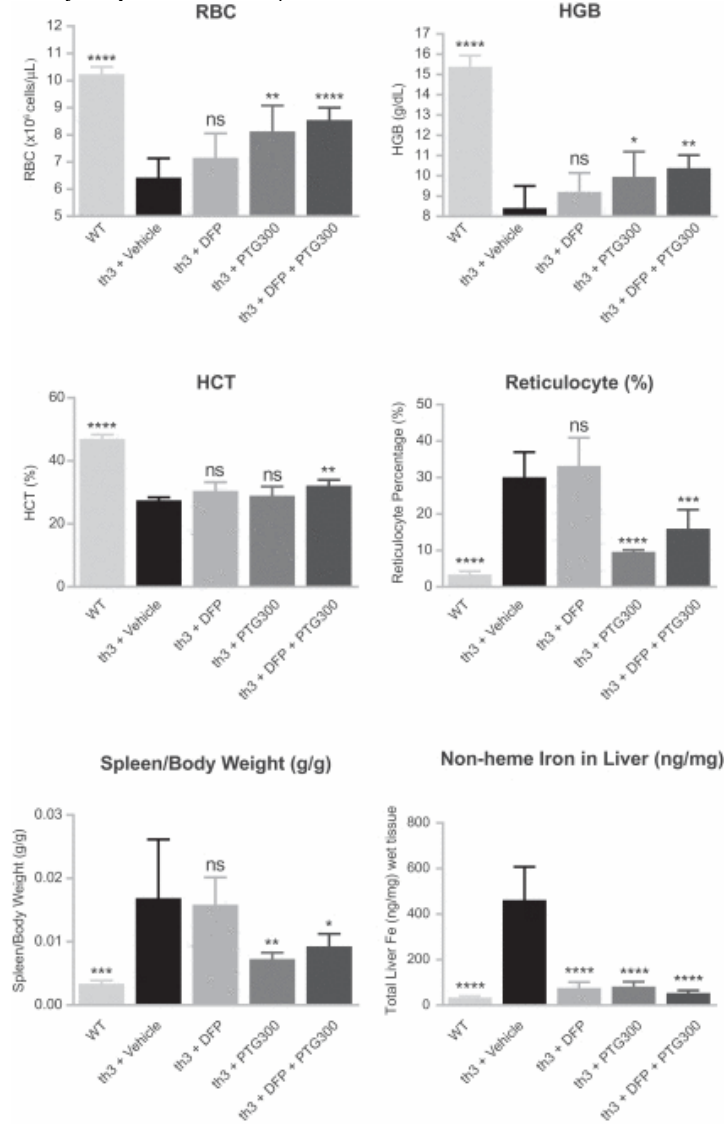 RBC
RBC (x10⁶ cells/µL)
12
11
10
9
8
7
6
5
****
ns
**
****
WT
th3 + Vehicle
th3 + DFP
th3 + PTG300
th3 + DFP + PTG300
HGB
HGB (g/dL)
17
16
15
14
13
12
11
10
9
8
****
ns
*
**
WT
th3 + Vehicle
th3 + DFP
th3 + PTG300
th3 + DFP + PTG300
HCT
HCT (%)
60
40
20
0
****
ns
ns
**
WT
th3 + Vehicle
th3 + DFP
th3 + PTG300
th3 + DFP + PTG300
Reticulocyte (%)
Reticulocyte Percentage (%)
50
40
30
20
10
0
****
ns
****
***
WT
th3 + Vehicle
th3 + DFP
th3 + PTG300
th3 + DFP + PTG300
Spleen/Body Weight (g/g)
Spleen/Body Weight (g/g)
0.03
0.02
0.01
0.00
***
ns
**
*
WT
th3 + Vehicle
th3 + DFP
th3 + PTG300
th3 + DFP + PTG300
Non-heme Iron in Liver (ng/mg)
Total Liver Fe (ng/mg) wet tissue
800
600
400
200
0
****
****
****
****
WT
th3 + Vehicle
th3 + DFP
th3 + PTG300
th3 + DFP + PTG300